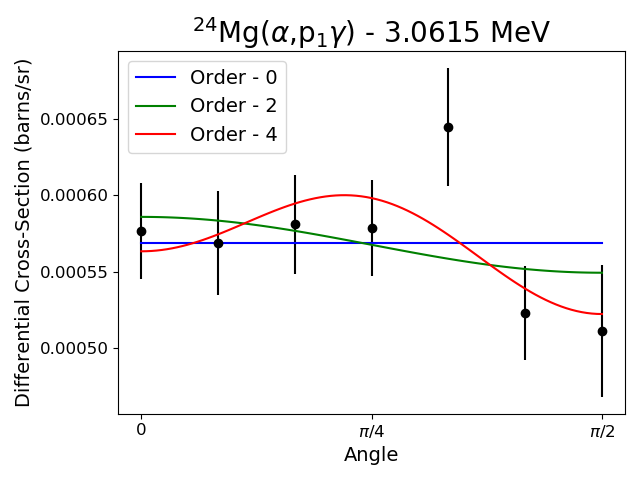 ²⁴Mg(α,p₁γ) - 3.0615 MeV
Order - 0
Order - 2
Order - 4
Differential Cross-Section (barns/sr)
0.00065
0.00060
0.00055
0.00050
0
π/4
π/2
Angle